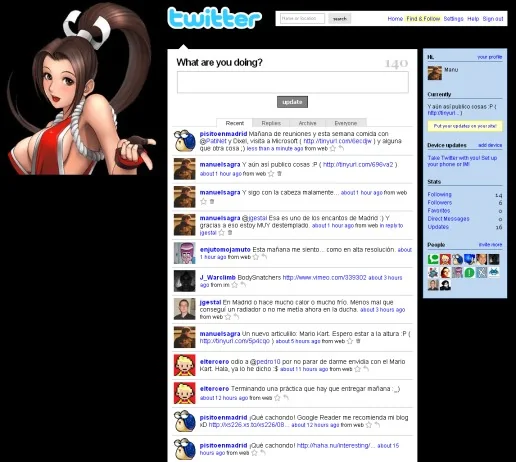 twitter
Name or location search
Home Find & Follow Settings Help Sign out
What are you doing? 140
update
Recent Replies Archive Everyone
pisitoenmadrid Mañana de reuniones y esta semana comida con
@PatiNet y Dixel, visita a Microsoft ( http://tinyurl.com/6ecdjw ) y alguna
que otra cosa ;) less than a minute ago from web
manuelsagra Y aún así publico cosas :P ( http://tinyurl.com/696va2 )
about 1 hour ago from web
manuelsagra Y sigo con la cabeza malamente... about 1 hour ago from web
manuelsagra @jgestal Esa es uno de los encantos de Madrid :) Y
gracias a eso estoy MUY destemplado. about 1 hour ago from web in reply to
jgestal
enjutomojamuto Esta mañana me siento... como en alta resolución. about
1 hour ago from web
J_Warclimb BodySnatchers http://www.vimeo.com/339302 about 3
hours ago from im
jgestal En Madrid o hace mucho calor o mucho frío. Menos mal que
conseguí un radiador o no me metía ahora en la ducha. about 3 hours ago
from web
manuelsagra Un nuevo articulillo: Mario Kart. Espero estar a la altura :P (
http://tinyurl.com/5p4cqo ) about 5 hours ago from web
eltercero odio a @pedro10 por no parar de darme envidia con el Mario
Kart. Hala, ya lo he dicho :$ about 11 hours ago from web
eltercero Terminando una práctica que hay que entregar mañana :_)
about 12 hours ago from web
pisitoenmadrid ¡Qué cachondo! Google Reader me recomienda mi blog
xD http://xs226.xs.to/xs226/08... about 12 hours ago from web
pisitoenmadrid ¡Qué cachondo! http://haha.nu/interesting/... about 15
hours ago from web
Hi, your profile
Manu
Currently
Y aún así publico cosas :P (
http://tinyurl...)
Put your updates on your site!
Device updates add device
Take Twitter with you! Set up
your phone or IM!
Stats
Following 14
Followers 6
Favorites 0
Direct Messages 0
Updates 16
People invite more